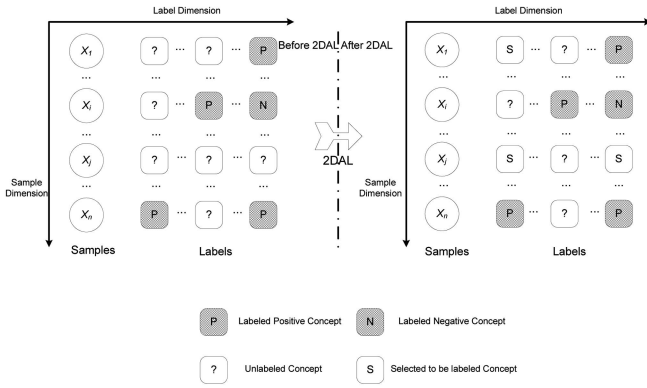 Label Dimension
X1 ? ... ? ... P
... ... ... ...
Xi ? ... P ... N
... ... ... ...
Xj ? ... ? ... ?
... ... ... ...
Xn P ... ? ... P
Sample
Dimension
Samples Labels
Before 2DAL After 2DAL
2DAL
Label Dimension
X1 S ... ? ... P
... ... ... ...
Xi ? ... P ... N
... ... ... ...
Xj S ... ? ... S
... ... ... ...
Xn P ... ? ... P
Sample
Dimension
Samples Labels
P Labeled Positive Concept N Labeled Negative Concept
? Unlabeled Concept S Selected to be labeled Concept